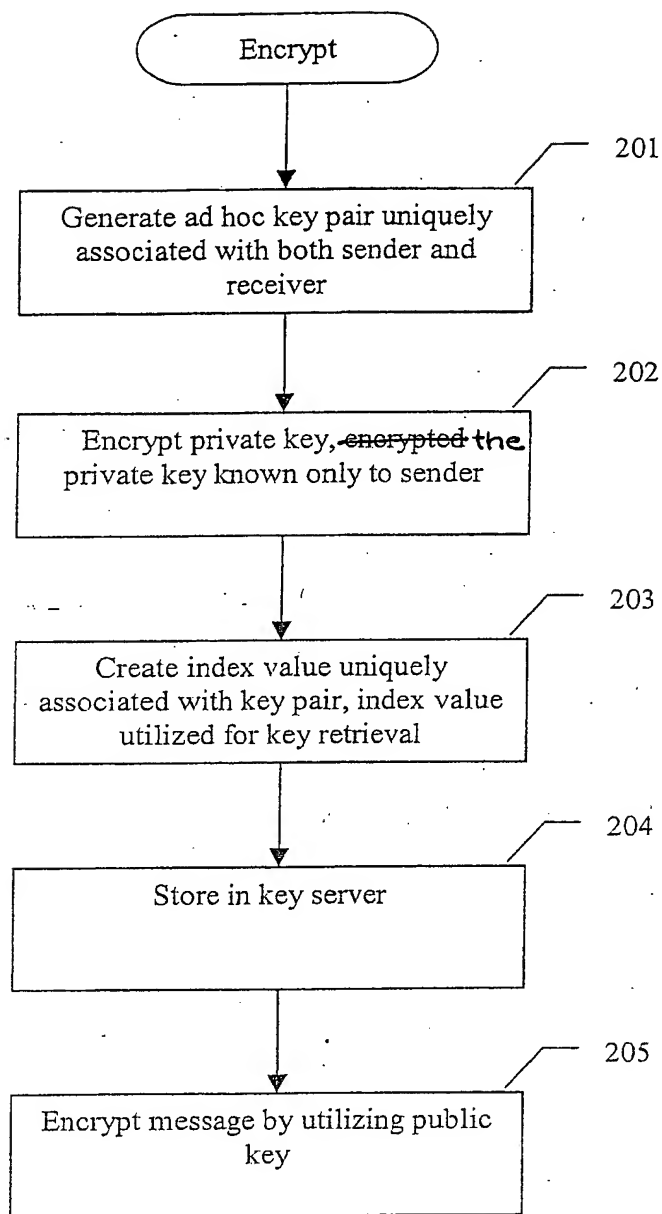 Encrypt
201
Generate ad hoc key pair uniquely
associated with both sender and
receiver
202
Encrypt private key, enerypted the
private key known only to sender
203
Create index value uniquely
associated with key pair, index value
utilized for key retrieval
204
Store in key server
205
Encrypt message by utilizing public
key